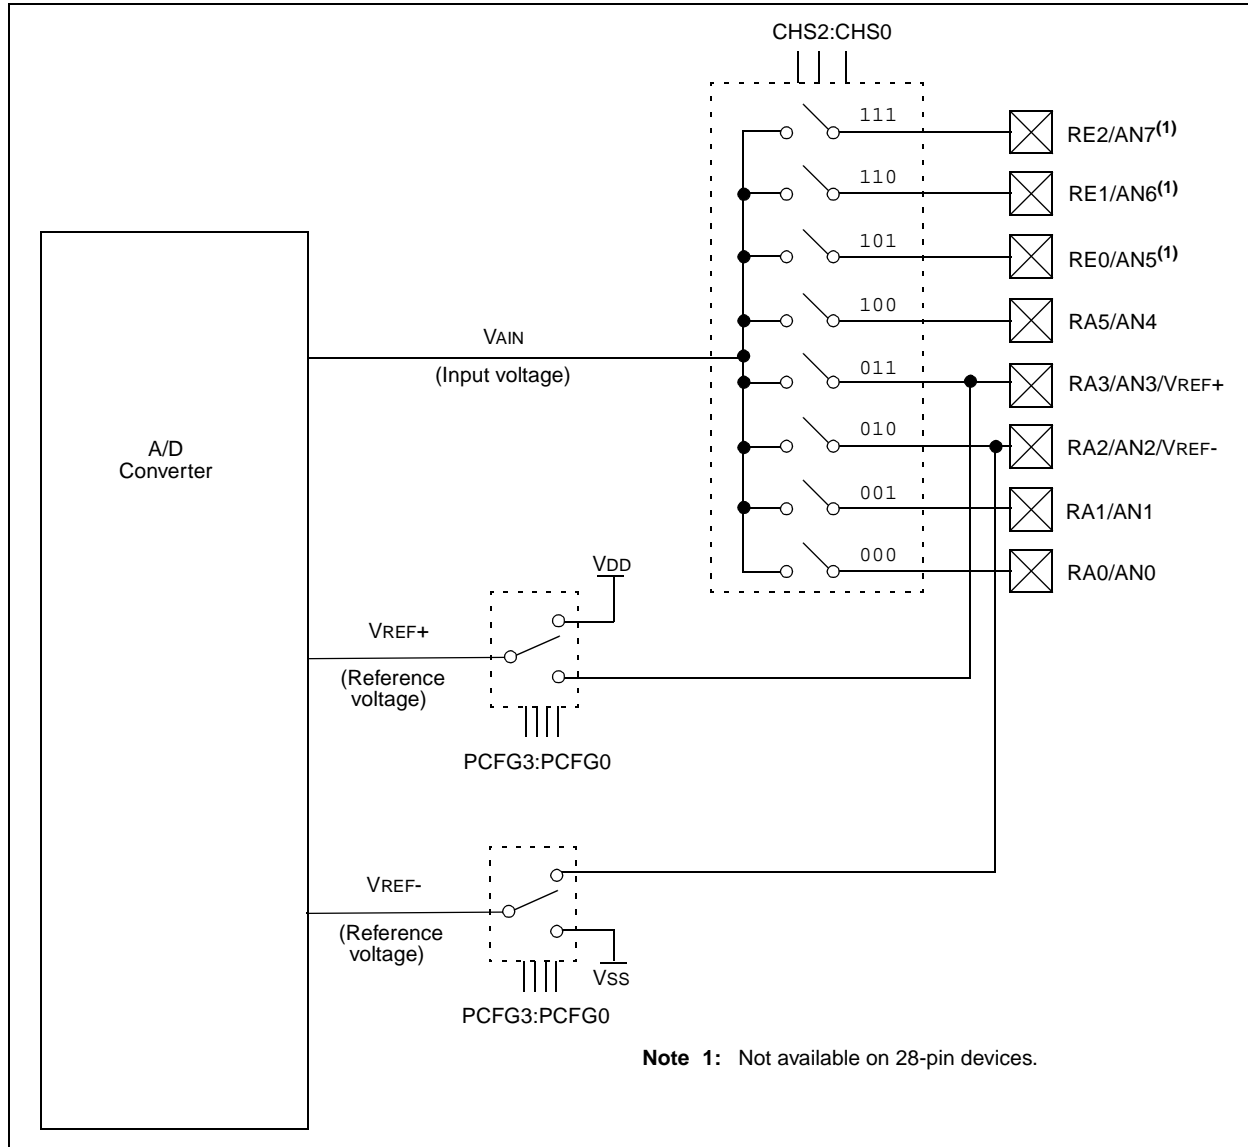 CHS2:CHS0
111
RE2/AN7(1)
110
RE1/AN6(1)
101
RE0/AN5(1)
100
RA5/AN4
VAIN
(Input voltage)
011
RA3/AN3/VREF+
010
RA2/AN2/VREF-
A/D
Converter
001
RA1/AN1
000
RA0/AN0
VDD
VREF+
(Reference
voltage)
PCFG3:PCFG0
VREF-
(Reference
voltage)
VSS
PCFG3:PCFG0
Note 1: Not available on 28-pin devices.